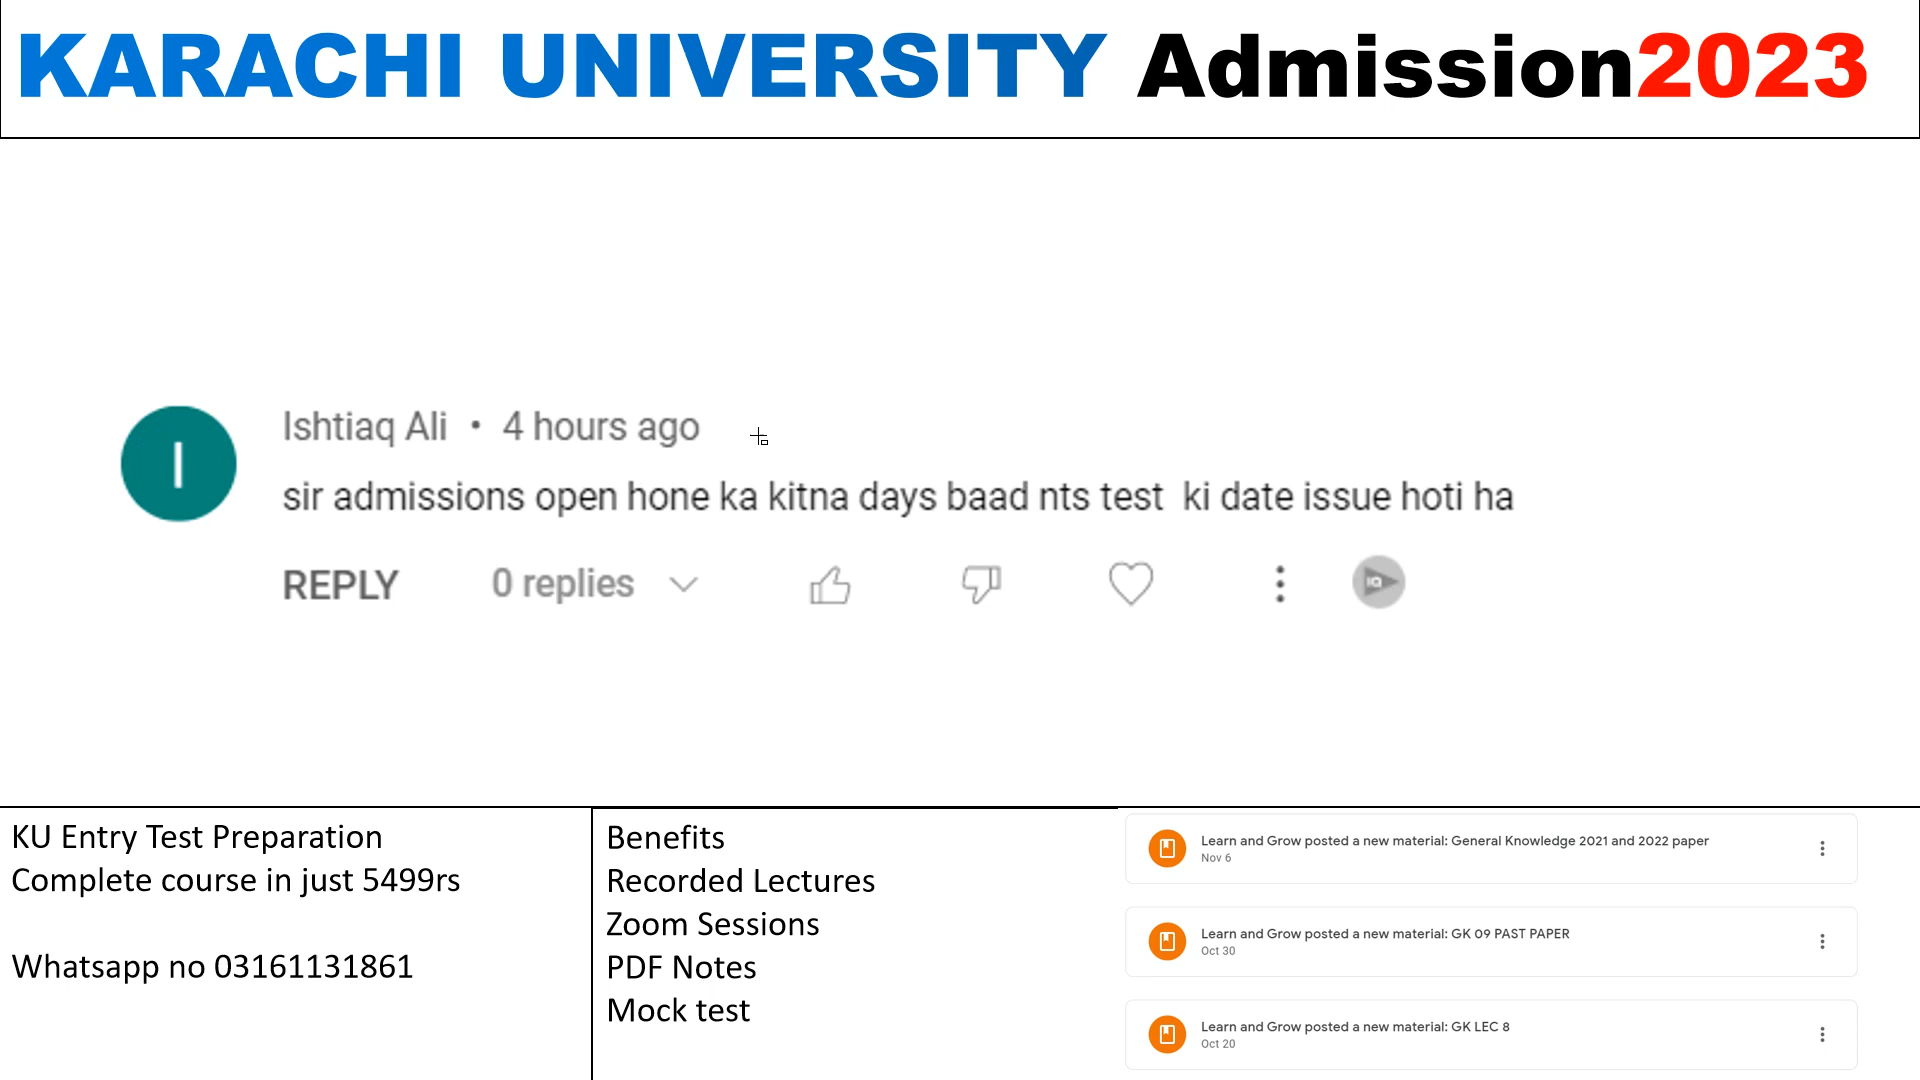 KARACHI UNIVERSITY Admission2023
I
Ishtiaq Ali • 4 hours ago
sir admissions open hone ka kitna days baad nts test  ki date issue hoti ha
REPLY 0 replies
IQ
KU Entry Test Preparation
Complete course in just 5499rs
Whatsapp no 03161131861
Benefits
Recorded Lectures
Zoom Sessions
PDF Notes
Mock test
Learn and Grow posted a new material: General Knowledge 2021 and 2022 paper
Nov 6
Learn and Grow posted a new material: GK 09 PAST PAPER
Oct 30
Learn and Grow posted a new material: GK LEC 8
Oct 20